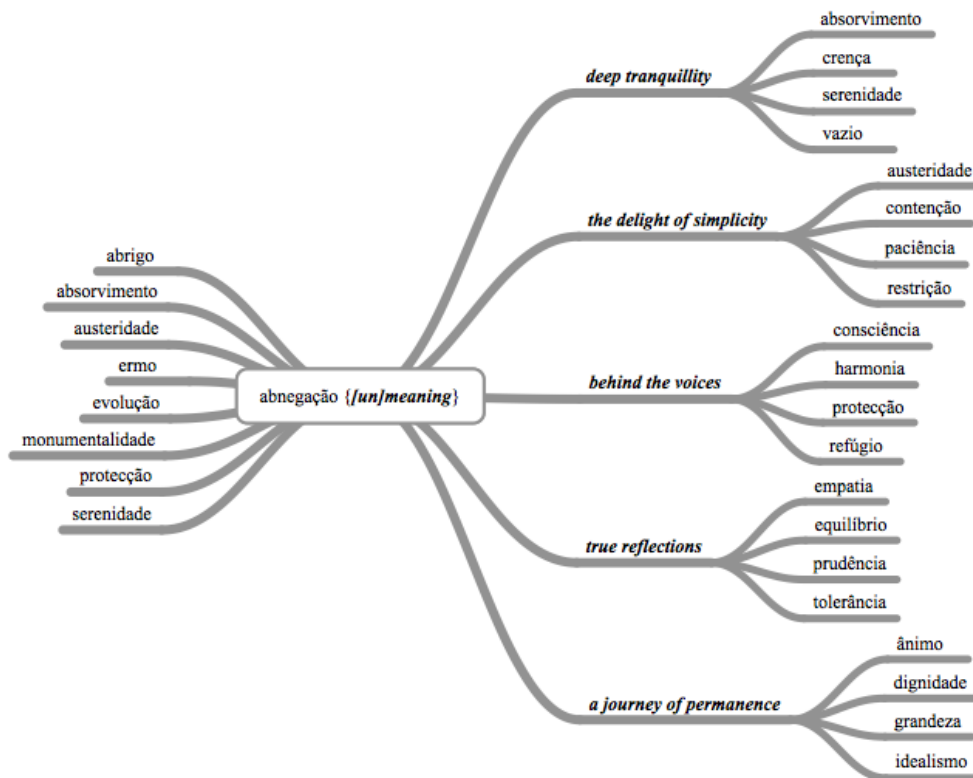 abrigo
absorvimento
austeridade
ermo
evolução
monumentalidade
protecção
serenidade
abnegação {[un]meaning}
deep tranquillity
absorvimento
crença
serenidade
vazio
the delight of simplicity
austeridade
contenção
paciência
restrição
behind the voices
consciência
harmonia
protecção
refúgio
true reflections
empatia
equilíbrio
prudência
tolerância
a journey of permanence
ânimo
dignidade
grandeza
idealismo